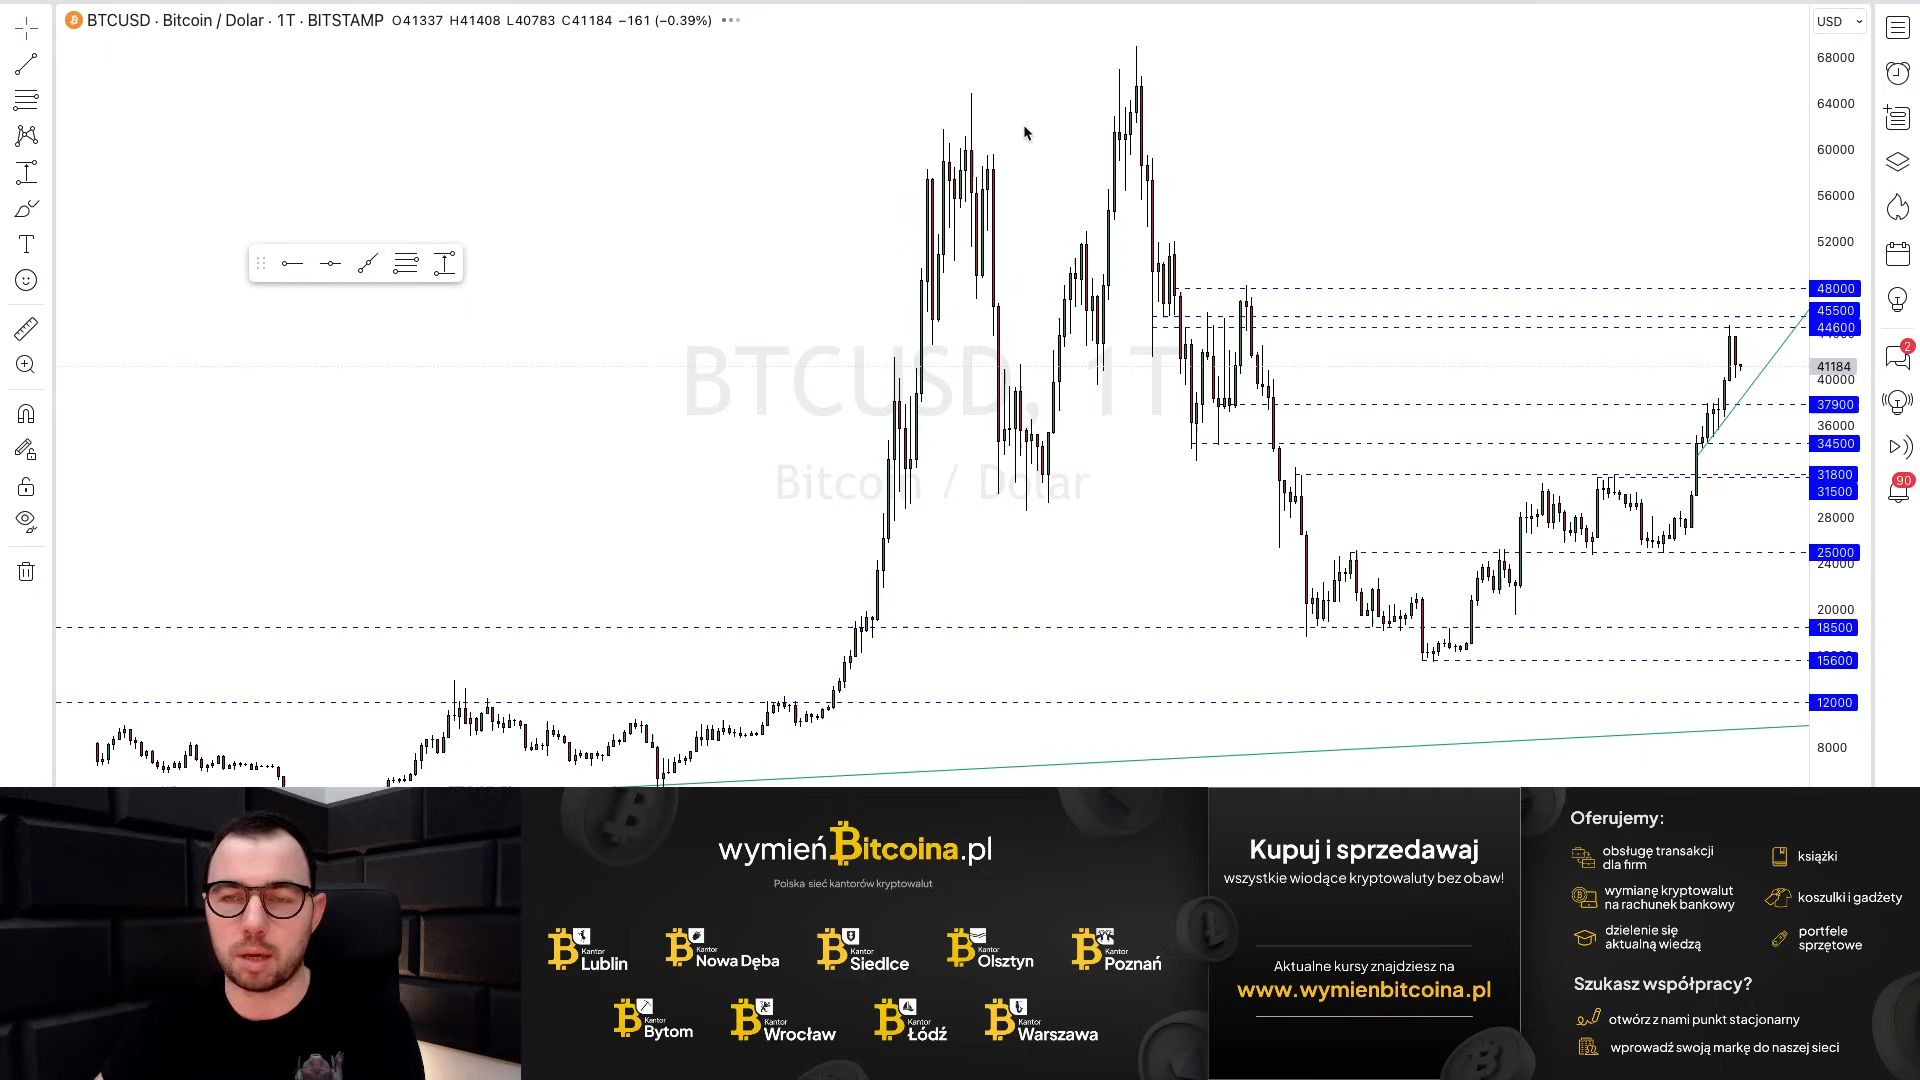 BTCUSD · Bitcoin / Dolar · 1T · BITSTAMP O41337 H41408 L40783 C41184 −161 (−0.39%)
USD
68000
64000
60000
56000
52000
48000
45500
44600
41184
40000
37900
36000
34500
31800
31500
28000
25000
24000
20000
18500
15600
12000
8000
BTCUSD, 1T
Bitcoin / Dolar
2
90
wymień Bitcoina.pl
Polska sieć kantorów kryptowalut
Kantor Lublin
Kantor Nowa Dęba
Kantor Siedlce
Kantor Olsztyn
Kantor Poznań
Kantor Bytom
Kantor Wrocław
Kantor Łódź
Kantor Warszawa
Kupuj i sprzedawaj
wszystkie wiodące kryptowaluty bez obaw!
Aktualne kursy znajdziesz na
www.wymienbitcoina.pl
Oferujemy:
obsługę transakcji
dla firm
książki
wymianę kryptowalut
na rachunek bankowy
koszulki i gadżety
dzielenie się
aktualną wiedzą
portfele
sprzętowe
Szukasz współpracy?
otwórz z nami punkt stacjonarny
wprowadź swoją markę do naszej sieci